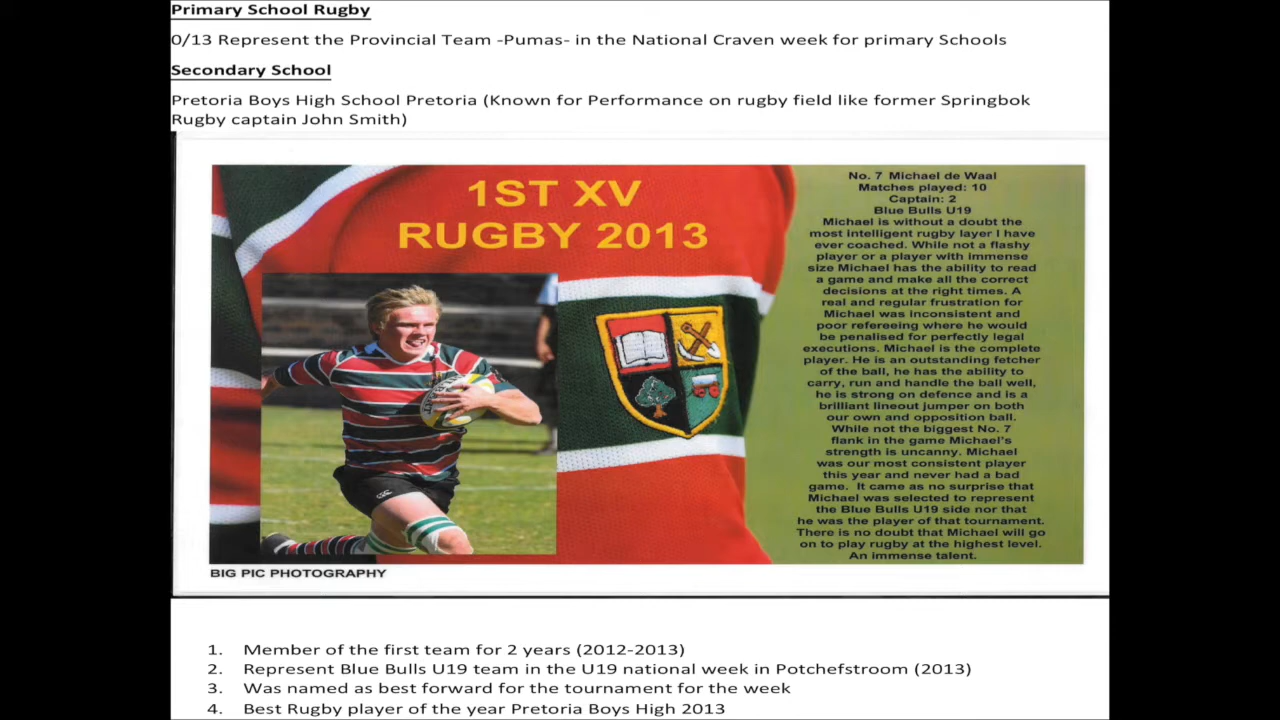 Primary School Rugby
0/13 Represent the Provincial Team -Pumas- in the National Craven week for primary Schools
Secondary School
Pretoria Boys High School Pretoria (Known for Performance on rugby field like former Springbok
Rugby captain John Smith)
1ST XV
RUGBY 2013
No. 7 Michael de Waal
Matches played: 10
Captain: 2
Blue Bulls U19
Michael is without a doubt the
most intelligent rugby layer I have
ever coached. While not a flashy
player or a player with immense
size Michael has the ability to read
a game and make all the correct
decisions at the right times. A
real and regular frustration for
Michael was inconsistent and
poor refereeing where he would
be penalised for perfectly legal
executions. Michael is the complete
player. He is an outstanding fetcher
of the ball, he has the ability to
carry, run and handle the ball well,
he is strong on defence and is a
brilliant lineout jumper on both
our own and opposition ball.
While not the biggest No. 7
flank in the game Michael's
strength is uncanny. Michael
was our most consistent player
this year and never had a bad
game. It came as no surprise that
Michael was selected to represent
the Blue Bulls U19 side nor that
he was the player of that tournament.
There is no doubt that Michael will go
on to play rugby at the highest level.
An immense talent.
BIG PIC PHOTOGRAPHY
1. Member of the first team for 2 years (2012-2013)
2. Represent Blue Bulls U19 team in the U19 national week in Potchefstroom (2013)
3. Was named as best forward for the tournament for the week
4. Best Rugby player of the year Pretoria Boys High 2013